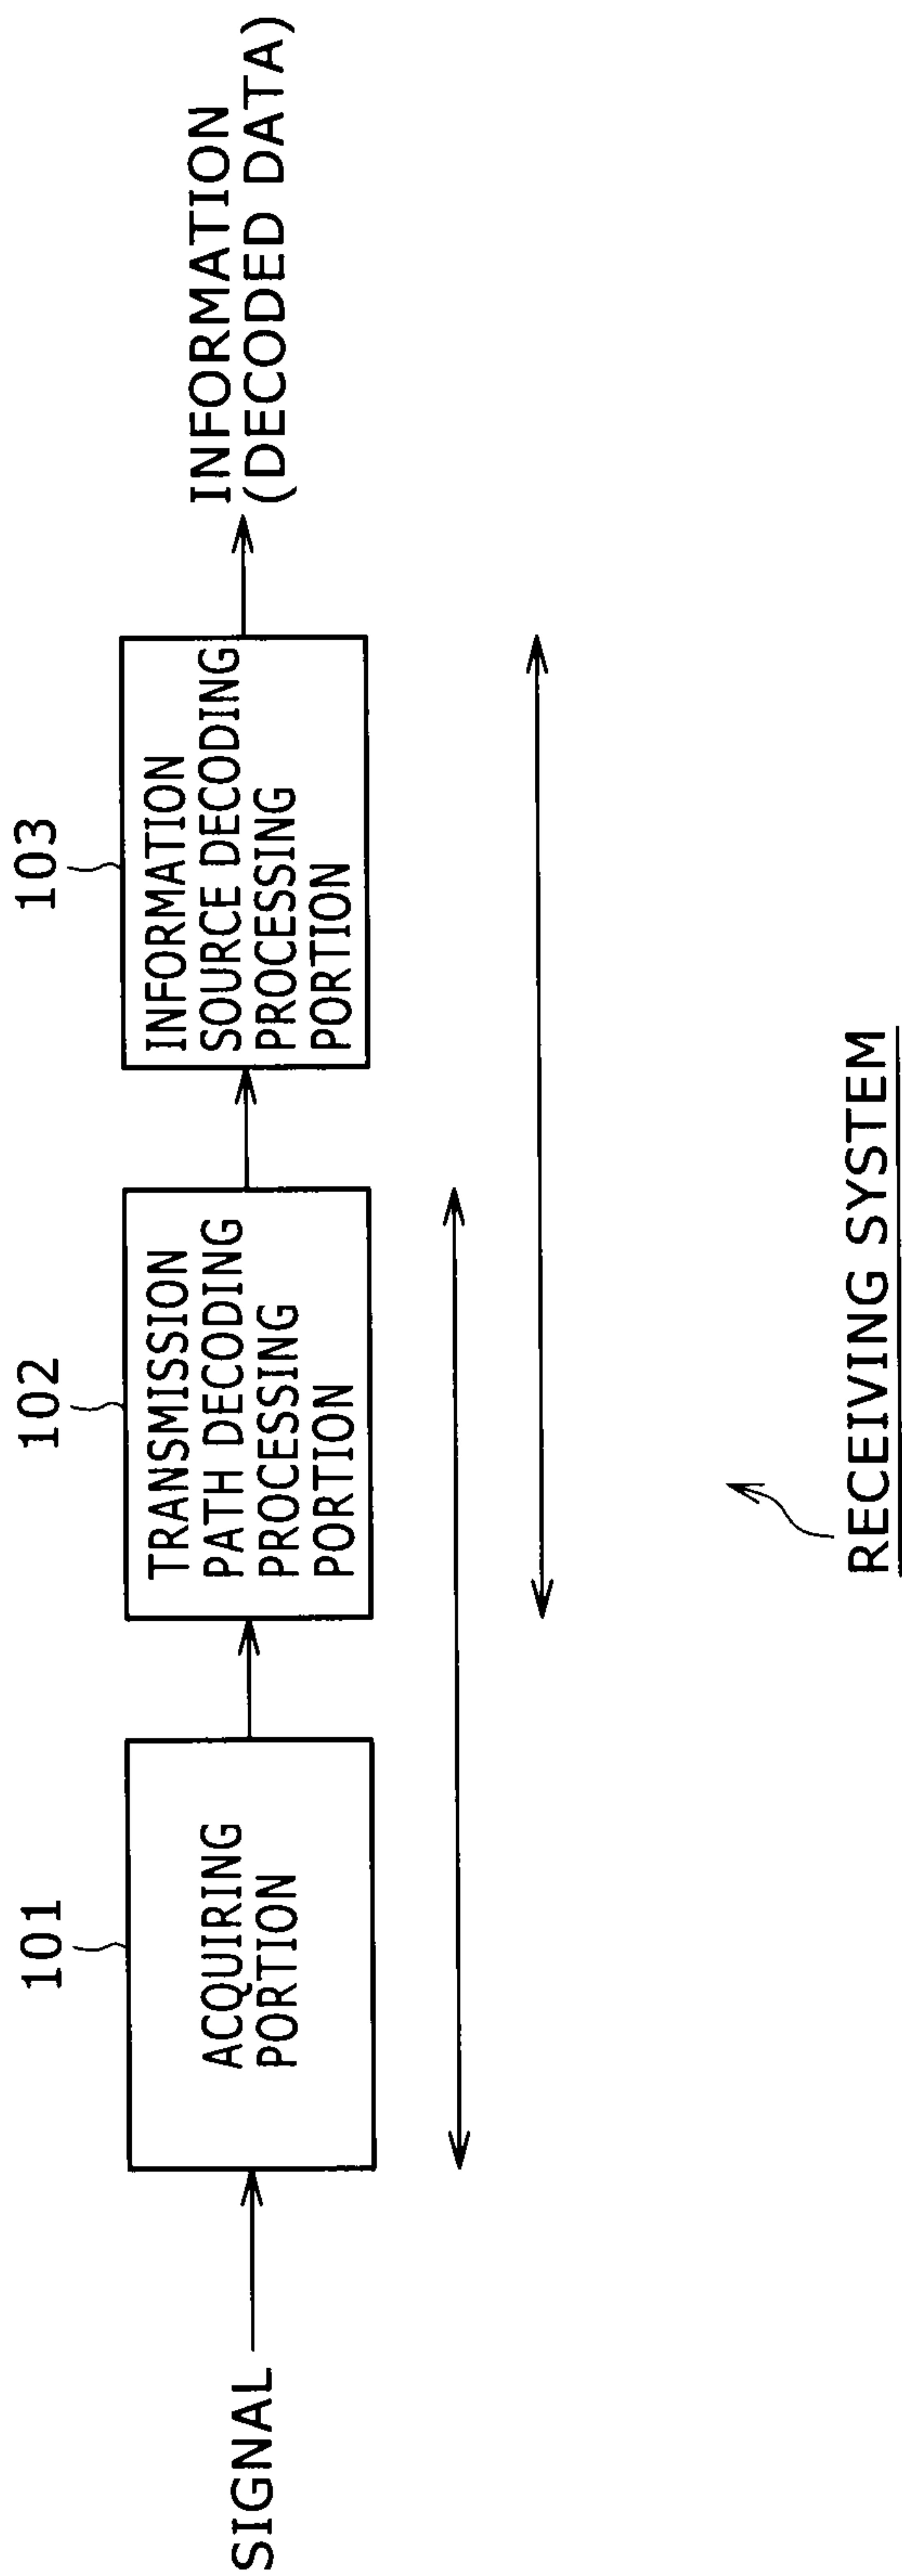 SIGNAL
101
ACQUIRING
PORTION
102
TRANSMISSION
PATH DECODING
PROCESSING
PORTION
103
INFORMATION
SOURCE DECODING
PROCESSING
PORTION
INFORMATION
(DECODED DATA)
RECEIVING SYSTEM